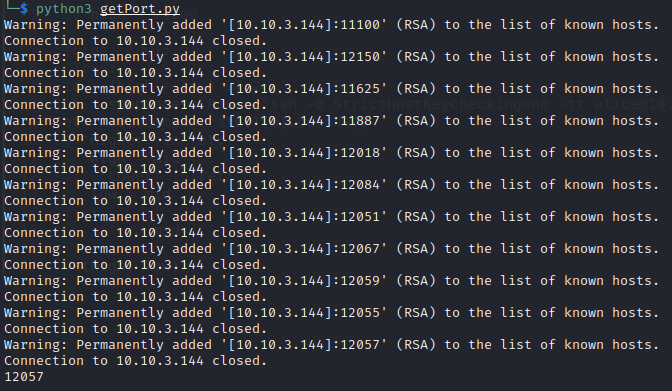 └─$ python3 getPort.py
Warning: Permanently added '[10.10.3.144]:11100' (RSA) to the list of known hosts.
Connection to 10.10.3.144 closed.
Warning: Permanently added '[10.10.3.144]:12150' (RSA) to the list of known hosts.
Connection to 10.10.3.144 closed.
Warning: Permanently added '[10.10.3.144]:11625' (RSA) to the list of known hosts.
Connection to 10.10.3.144 closed.
Warning: Permanently added '[10.10.3.144]:11887' (RSA) to the list of known hosts.
Connection to 10.10.3.144 closed.
Warning: Permanently added '[10.10.3.144]:12018' (RSA) to the list of known hosts.
Connection to 10.10.3.144 closed.
Warning: Permanently added '[10.10.3.144]:12084' (RSA) to the list of known hosts.
Connection to 10.10.3.144 closed.
Warning: Permanently added '[10.10.3.144]:12051' (RSA) to the list of known hosts.
Connection to 10.10.3.144 closed.
Warning: Permanently added '[10.10.3.144]:12067' (RSA) to the list of known hosts.
Connection to 10.10.3.144 closed.
Warning: Permanently added '[10.10.3.144]:12059' (RSA) to the list of known hosts.
Connection to 10.10.3.144 closed.
Warning: Permanently added '[10.10.3.144]:12055' (RSA) to the list of known hosts.
Connection to 10.10.3.144 closed.
Warning: Permanently added '[10.10.3.144]:12057' (RSA) to the list of known hosts.
Connection to 10.10.3.144 closed.
12057